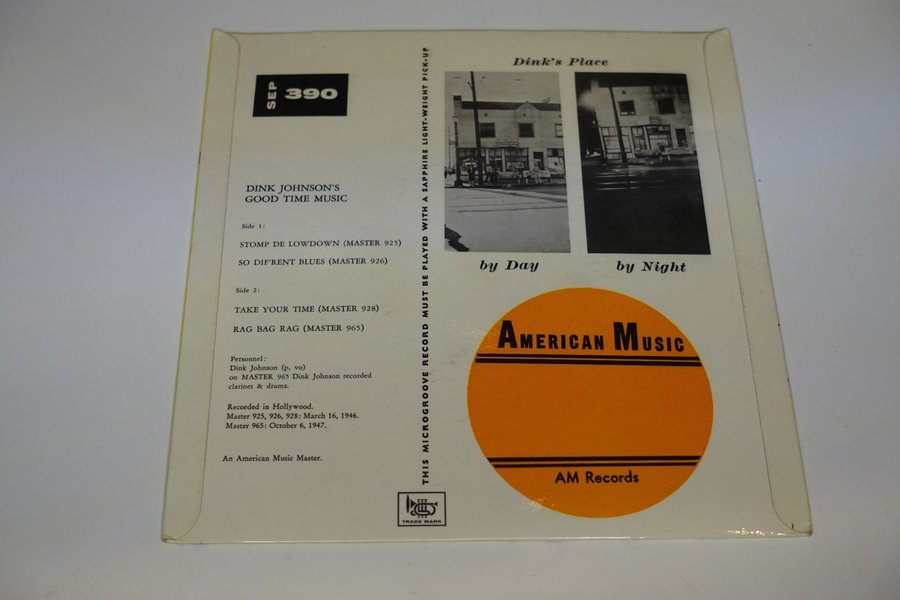 SEP 390
DINK JOHNSON'S
GOOD TIME MUSIC
Side 1:
STOMP DE LOWDOWN (MASTER 925)
SO DIF'RENT BLUES (MASTER 926)
Side 2:
TAKE YOUR TIME (MASTER 928)
RAG BAG RAG (MASTER 965)
Personnel:
Dink Johnson (p, vo)
on MASTER 965 Dink Johnson recorded
clarinet & drums.
Recorded in Hollywood.
Master 925, 926, 928: March 16, 1946.
Master 965: October 6, 1947.
An American Music Master.
THIS MICROGROOVE RECORD MUST BE PLAYED WITH A SAPPHIRE LIGHT-WEIGHT PICK-UP
TRADE MARK
Dink's Place
by Day
by Night
AMERICAN MUSIC
AM Records